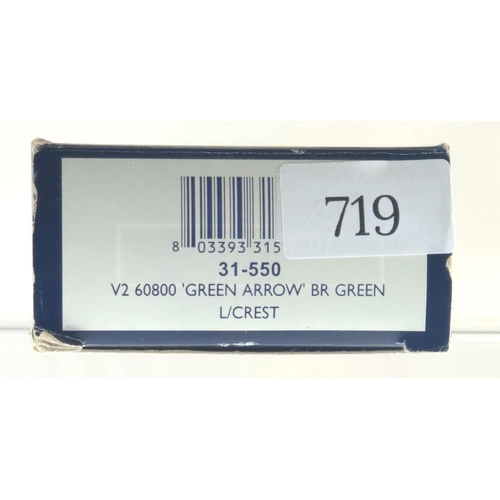 719
8 03393 315
31-550
V2 60800 'GREEN ARROW' BR GREEN
L/CREST